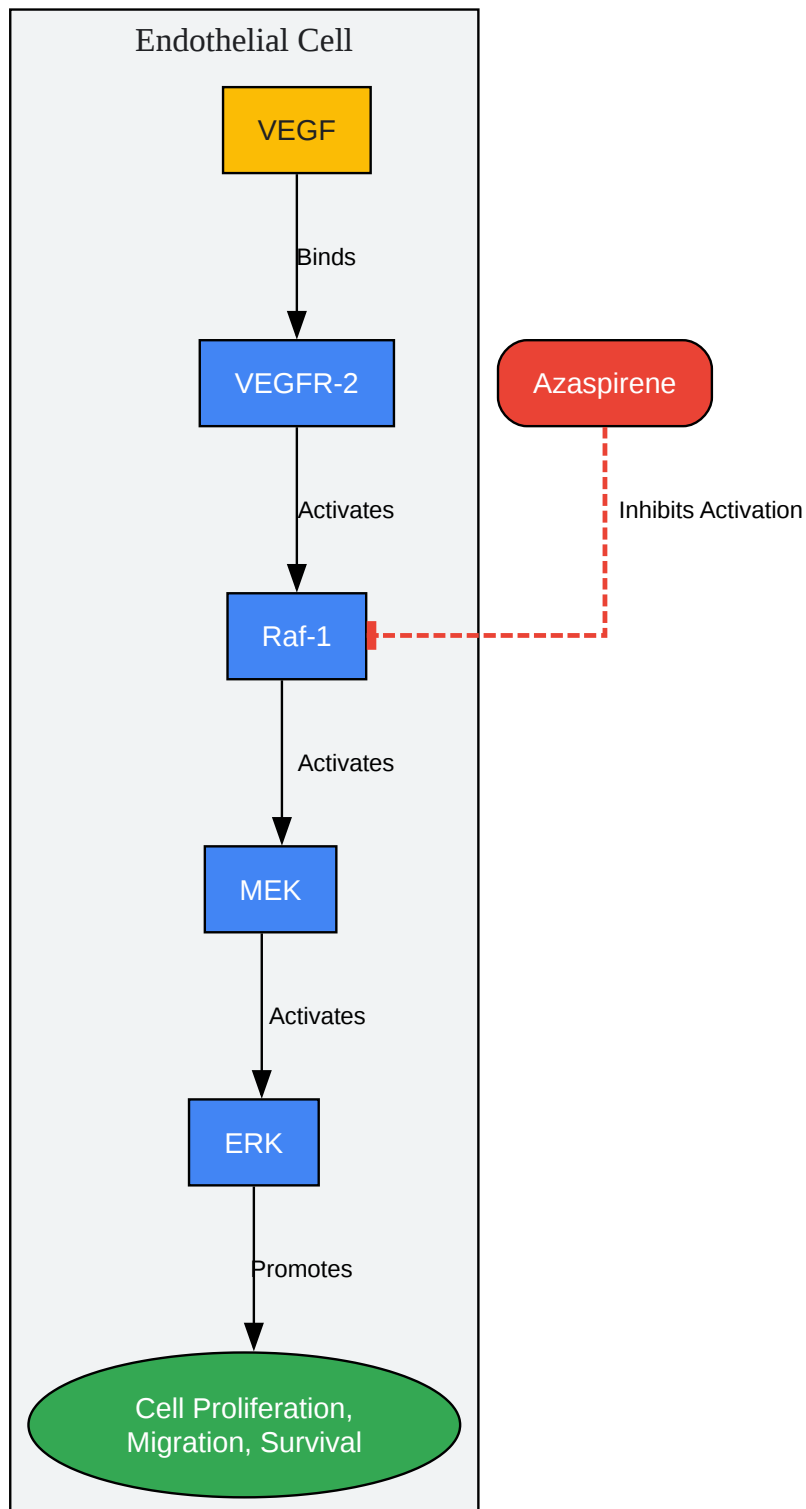 Endothelial Cell
VEGF
Binds
VEGFR-2
Azaspirene
Activates
Inhibits Activation
Raf-1
Activates
MEK
Activates
ERK
Promotes
Cell Proliferation,
Migration, Survival